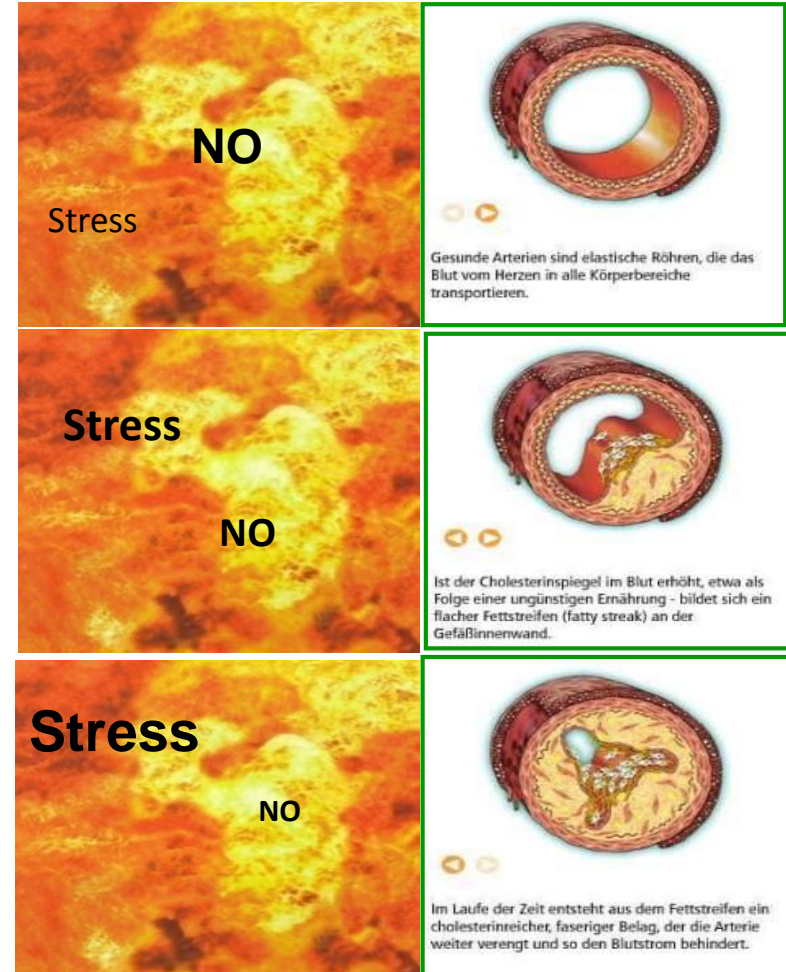 NO
Stress
Gesunde Arterien sind elastische Röhren, die das
Blut vom Herzen in alle Körperbereiche
transportieren.
Stress
NO
Ist der Cholesterinspiegel im Blut erhöht, etwa als
Folge einer ungünstigen Ernährung - bildet sich ein
flacher Fettstreifen (fatty streak) an der
Gefäßinnenwand.
Stress
NO
Im Laufe der Zeit entsteht aus dem Fettstreifen ein
cholesterinreicher, faseriger Belag, der die Arterie
weiter verengt und so den Blutstrom behindert.